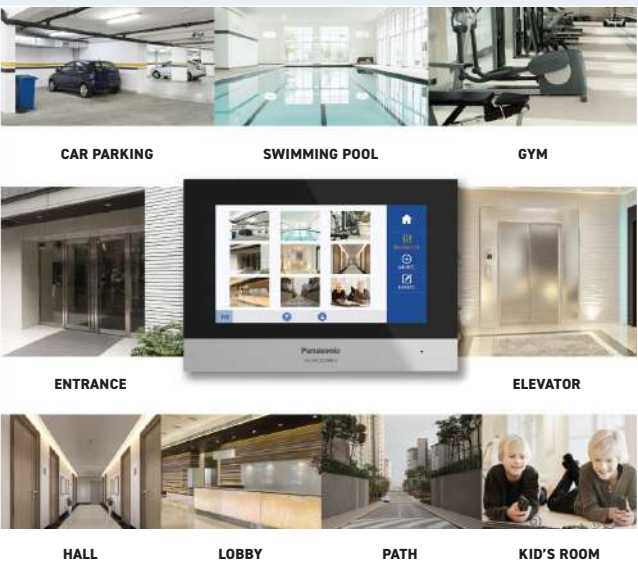 CAR PARKING
SWIMMING POOL
GYM
Panasonic
ENTRANCE
ELEVATOR
HALL
LOBBY
PATH
KID'S ROOM